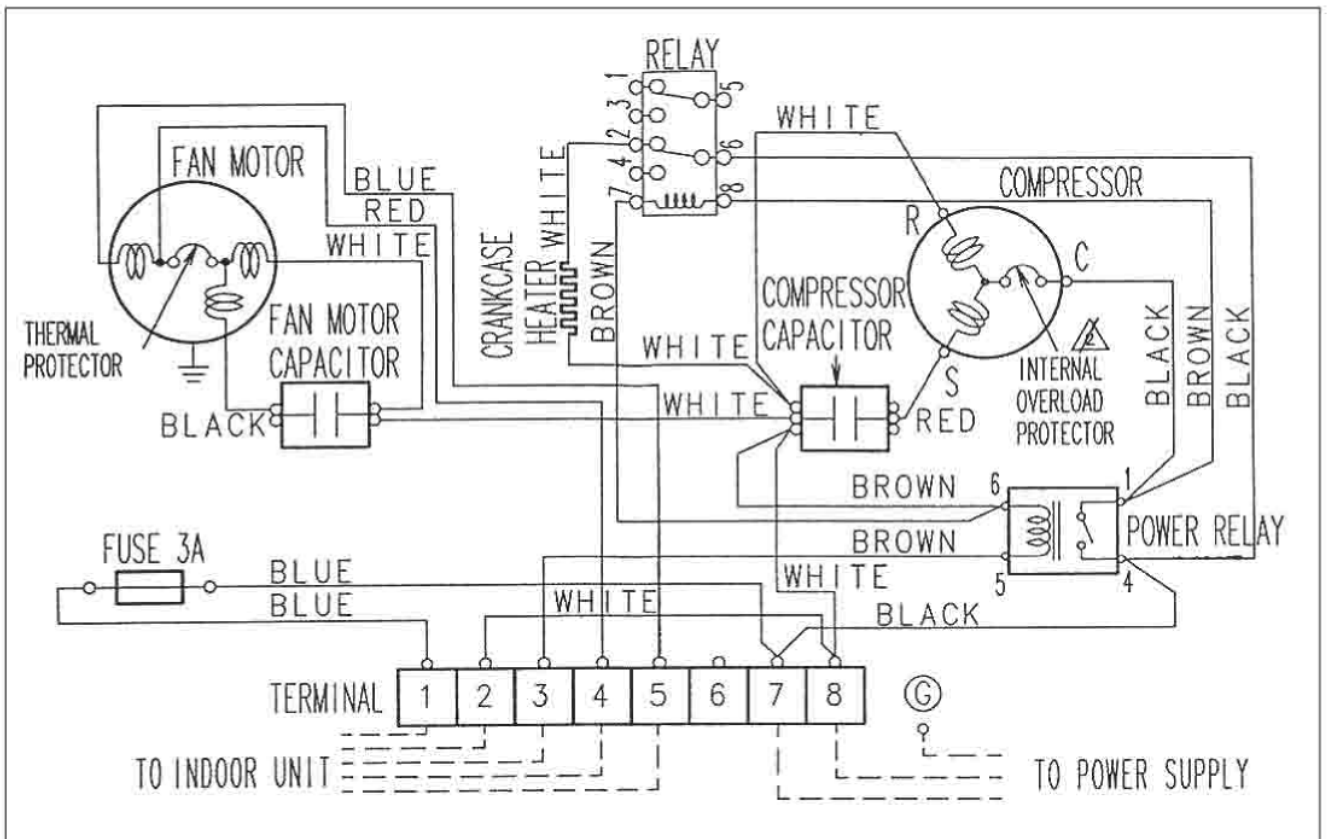 RELAY
1
3
2
4
7
5
6
8
WHITE
FAN MOTOR
BLUE
RED
WHITE
COMPRESSOR
R
C
S
THERMAL
PROTECTOR
FAN MOTOR
CAPACITOR
BLACK
CRANKCASE
HEATER
WHITE
BROWN
COMPRESSOR
CAPACITOR
WHITE
WHITE
RED
2
INTERNAL
OVERLOAD
PROTECTOR
BLACK
BROWN
BLACK
BROWN
6
1
POWER RELAY
BROWN
5
4
FUSE 3A
BLUE
BLUE
WHITE
WHITE
BLACK
TERMINAL 1 2 3 4 5 6 7 8 G
TO INDOOR UNIT
TO POWER SUPPLY